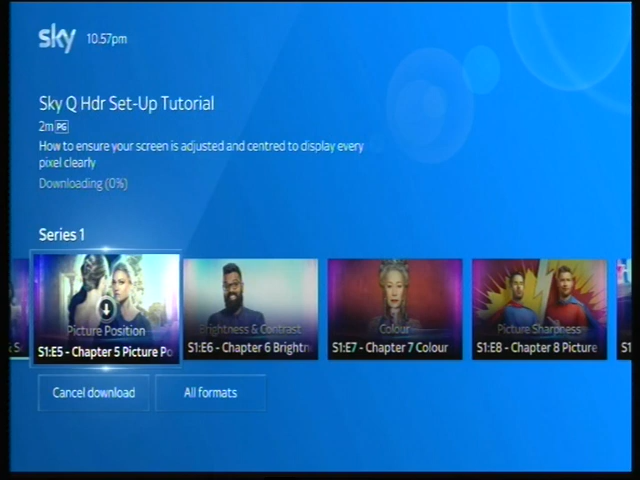 sky 10.57pm
Sky Q Hdr Set-Up Tutorial
2m PG
How to ensure your screen is adjusted and centred to display every
pixel clearly
Downloading (0%)
Series 1
Picture Position
Brightness & Contrast
Colour
Picture Sharpness
S1:E5 - Chapter 5 Picture Po
S1:E6 - Chapter 6 Brightn
S1:E7 - Chapter 7 Colour
S1:E8 - Chapter 8 Picture
Cancel download
All formats